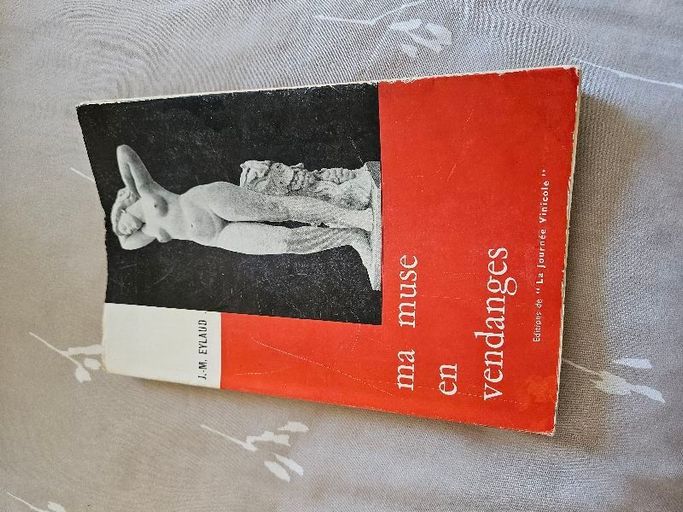 J.-M. EYLAUD
ma muse
en
vendanges
Editions de " La Journée Vinicole "